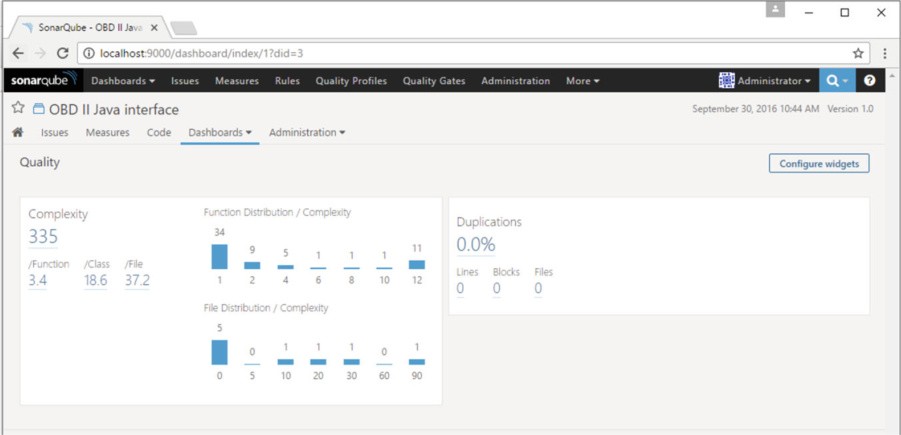 SonarQube - OBD II Java
localhost:9000/dashboard/index/1?did=3
sonarqube Dashboards Issues Measures Rules Quality Profiles Quality Gates Administration More Administrator ?
OBD II Java interface September 30, 2016 10:44 AM Version 1.0
Issues Measures Code Dashboards Administration
Quality Configure widgets
Complexity
335
/Function /Class /File
3.4 18.6 37.2
Function Distribution / Complexity
34 9 5 1 1 1 11
1 2 4 6 8 10 12
File Distribution / Complexity
5 0 1 1 1 0 1
0 5 10 20 30 60 90
Duplications
0.0%
Lines Blocks Files
0 0 0